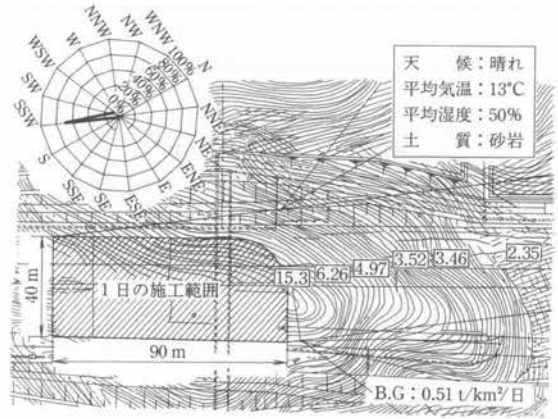 NNW
NW
WNW
N
100%
80%
60%
40%
20%
0%
W
WSW
SW
SSW
S
SSE
SE
ESE
E
ENE
NE
NNE
天 候：晴れ
平均気温：13℃
平均湿度：50%
土 質：砂岩
15.3
6.26
4.97
3.52
3.46
2.35
40 m
1日の施工範囲
90 m
B.G：0.51 t/km²/日